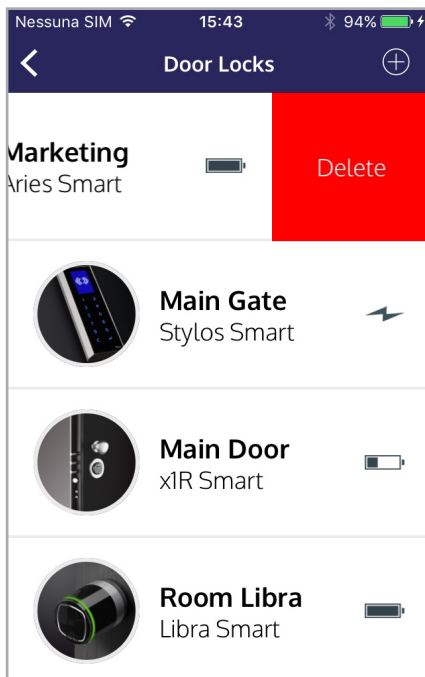 Nessuna SIM 15:43 94%
Door Locks
Marketing
Aries Smart
Delete
Main Gate
Stylos Smart
Main Door
x1R Smart
Room Libra
Libra Smart